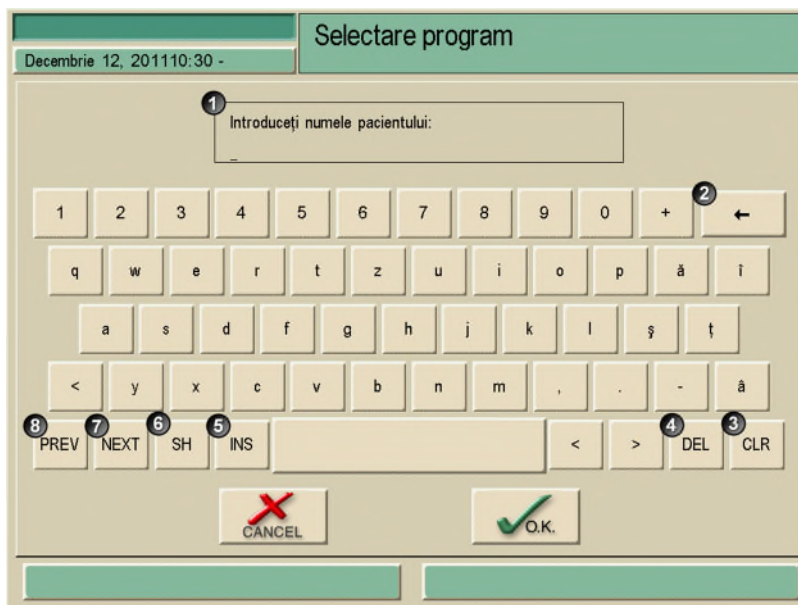 Selectare program
Decembrie 12, 201110:30 -
1
Introduceți numele pacientului:
_
2
1 2 3 4 5 6 7 8 9 0 + ←
q w e r t z u i o p ă î
a s d f g h j k l ş ţ
< y x c v b n m , . - â
8 7 6 5 4 3
PREV NEXT SH INS < > DEL CLR
CANCEL O.K.